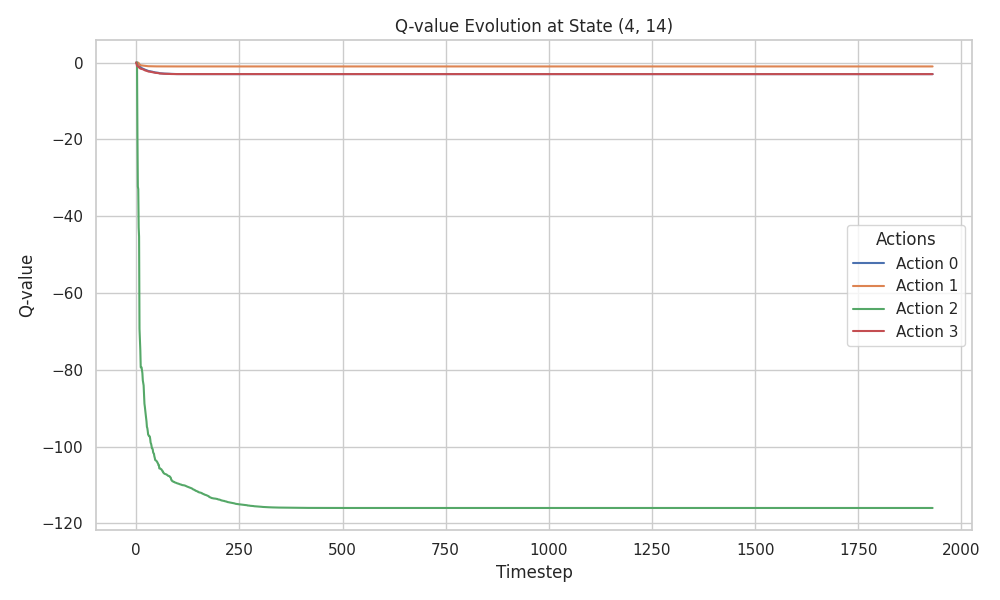 Q-value Evolution at State (4, 14)
Q-value
0
−20
−40
−60
−80
−100
−120
Actions
Action 0
Action 1
Action 2
Action 3
0 250 500 750 1000 1250 1500 1750 2000
Timestep